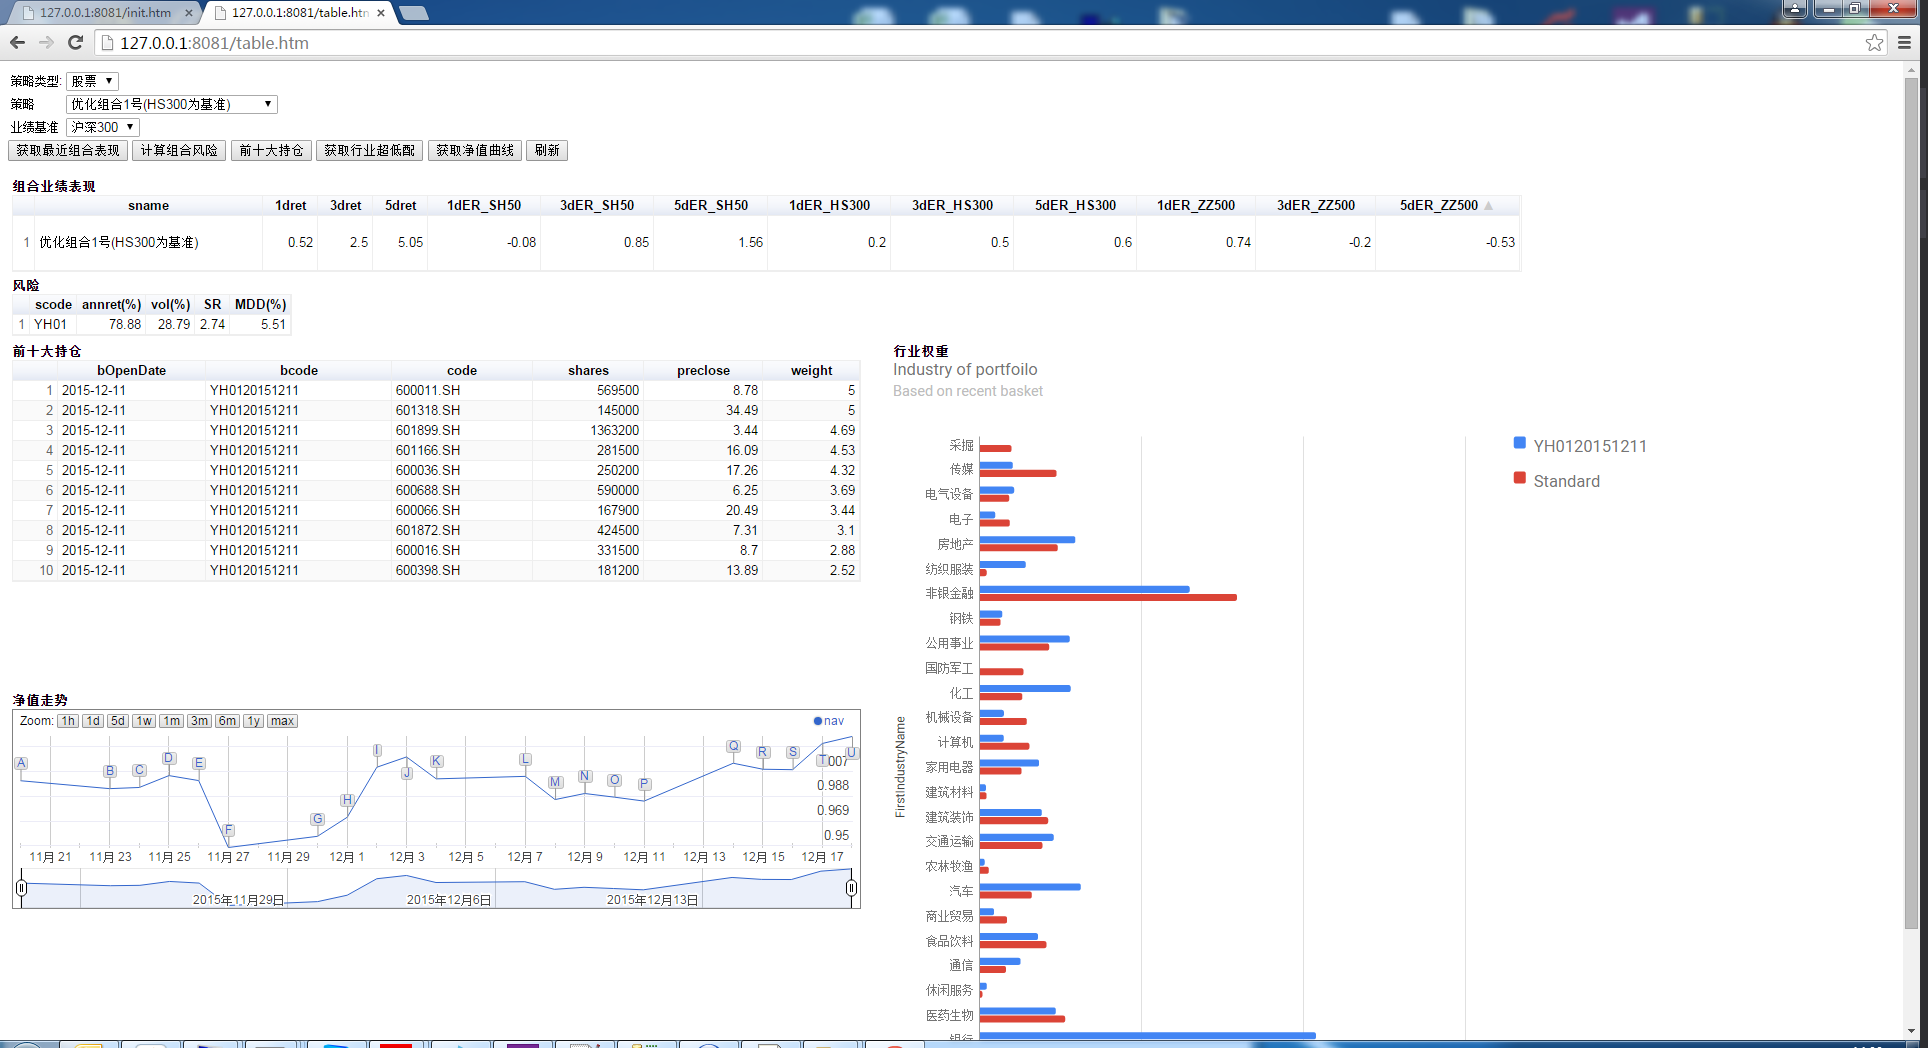 127.0.0.1:8081/init.htm
127.0.0.1:8081/table.htm
127.0.0.1:8081/table.htm
策略类型: 股票
策略 优化组合1号(HS300为基准)
业绩基准 沪深300
获取最近组合表现 计算组合风险 前十大持仓 获取行业超低配 获取净值曲线 刷新
组合业绩表现
sname 1dret 3dret 5dret 1dER_SH50 3dER_SH50 5dER_SH50 1dER_HS300 3dER_HS300 5dER_HS300 1dER_ZZ500 3dER_ZZ500 5dER_ZZ500
1 优化组合1号(HS300为基准) 0.52 2.5 5.05 -0.08 0.85 1.56 0.2 0.5 0.6 0.74 -0.2 -0.53
风险
scode annret(%) vol(%) SR MDD(%)
1 YH01 78.88 28.79 2.74 5.51
前十大持仓
bOpenDate bcode code shares preclose weight
1 2015-12-11 YH0120151211 600011.SH 569500 8.78 5
2 2015-12-11 YH0120151211 601318.SH 145000 34.49 5
3 2015-12-11 YH0120151211 601899.SH 1363200 3.44 4.69
4 2015-12-11 YH0120151211 601166.SH 281500 16.09 4.53
5 2015-12-11 YH0120151211 600036.SH 250200 17.26 4.32
6 2015-12-11 YH0120151211 600688.SH 590000 6.25 3.69
7 2015-12-11 YH0120151211 600066.SH 167900 20.49 3.44
8 2015-12-11 YH0120151211 601872.SH 424500 7.31 3.1
9 2015-12-11 YH0120151211 600016.SH 331500 8.7 2.88
10 2015-12-11 YH0120151211 600398.SH 181200 13.89 2.52
净值走势
Zoom: 1h 1d 5d 1w 1m 3m 6m 1y max
nav
A B C D E F G H I J K L M N O P Q R S T U
007
0.988
0.969
0.95
11月 21 11月 23 11月 25 11月 27 11月 29 12月 1 12月 3 12月 5 12月 7 12月 9 12月 11 12月 13 12月 15 12月 17
2015年11月29日 2015年12月6日 2015年12月13日
行业权重
Industry of portfoilo
Based on recent basket
YH0120151211
Standard
FirstIndustryName
采掘
传媒
电气设备
电子
房地产
纺织服装
非银金融
钢铁
公用事业
国防军工
化工
机械设备
计算机
家用电器
建筑材料
建筑装饰
交通运输
农林牧渔
汽车
商业贸易
食品饮料
通信
休闲服务
医药生物
银行